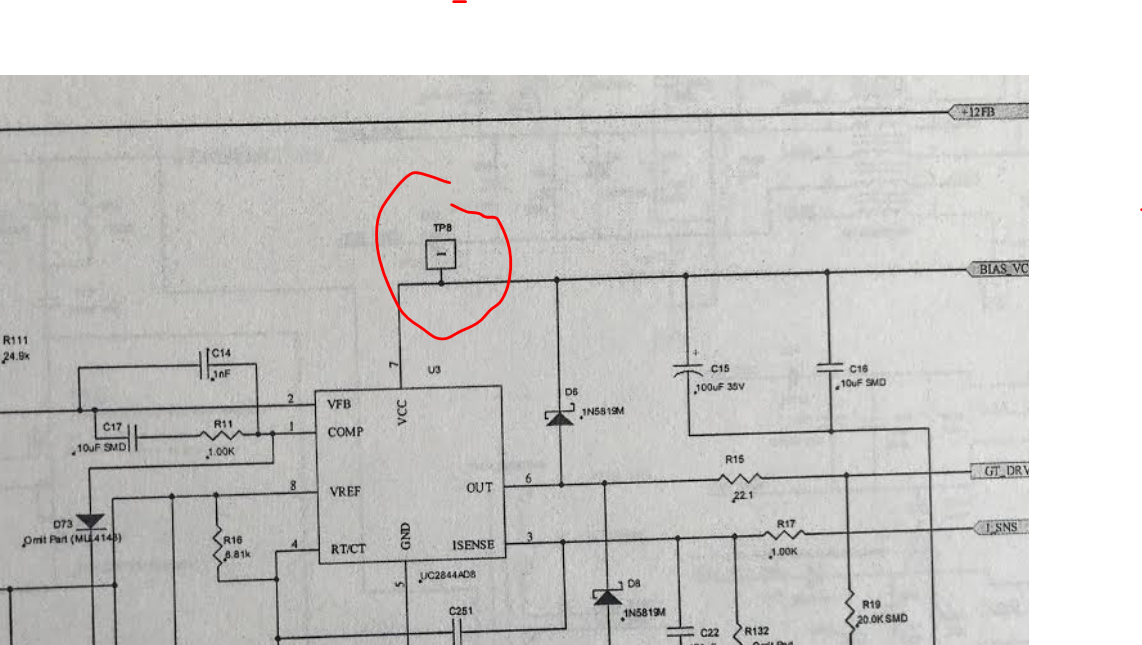 +12FB
TP8
BIAS_VC
R111
24.9k
C14
1nF
7
U3
C15
100uF 35V
C16
10uF SMD
D6
1N5819M
2
VFB
VCC
C17
10uF SMD
R11
1.00K
1
COMP
R15
22.1
GT_DRV
8
VREF
OUT
6
D73
Omit Part (MLL4148)
R16
6.81k
4
RT/CT
GND
ISENSE
3
R17
1.00K
I_SNS
5
UC2844AD8
D8
1N5819M
C251
R19
20.0K SMD
C22
R132